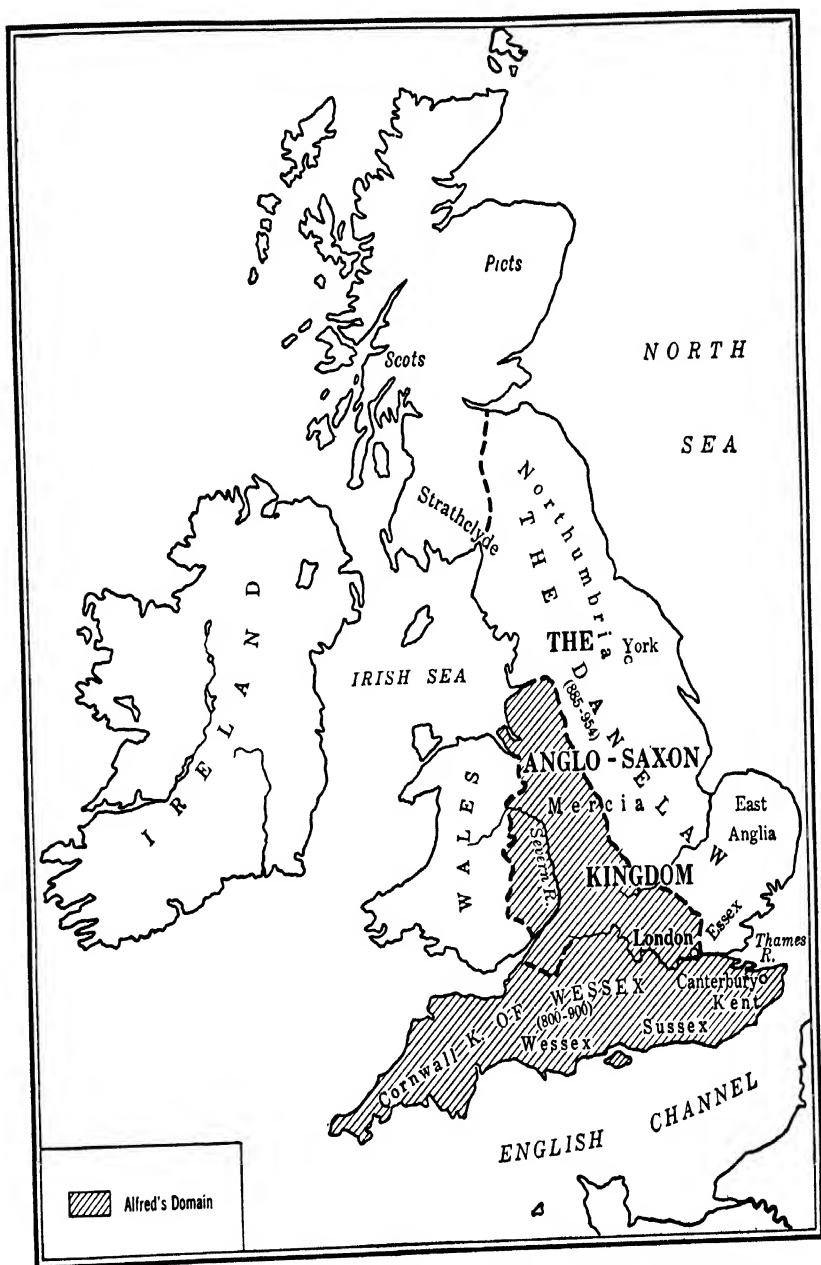 Picts
NORTH
SEA
Scots
Strathclyde
Northumbria
THE DANELAW
(885-954)
York
IRELAND
IRISH SEA
THE
ANGLO-SAXON
KINGDOM
Mercia
East
Anglia
WALES
Severn R.
Essex
London
Thames
R.
Canterbury
Kent
K. OF WESSEX
(800-900)
Wessex
Sussex
Cornwall
ENGLISH CHANNEL
Alfred's Domain